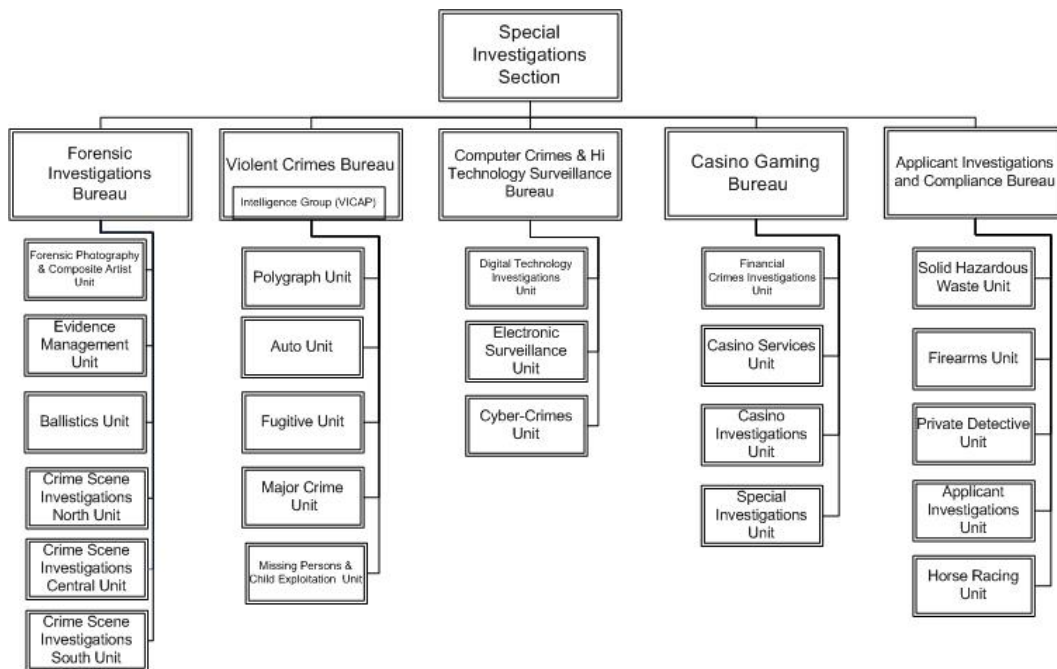 Special
Investigations
Section
Forensic
Investigations
Bureau
Forensic Photography
& Composite Artist
Unit
Evidence
Management
Unit
Ballistics Unit
Crime Scene
Investigations
North Unit
Crime Scene
Investigations
Central Unit
Crime Scene
Investigations
South Unit
Violent Crimes Bureau
Intelligence Group (VICAP)
Polygraph Unit
Auto Unit
Fugitive Unit
Major Crime
Unit
Missing Persons &
Child Exploitation Unit
Computer Crimes & Hi
Technology Surveillance
Bureau
Digital Technology
Investigations
Unit
Electronic
Surveillance
Unit
Cyber-Crimes
Unit
Casino Gaming
Bureau
Financial
Crimes Investigations
Unit
Casino Services
Unit
Casino
Investigations
Unit
Special
Investigations
Unit
Applicant Investigations
and Compliance Bureau
Solid Hazardous
Waste Unit
Firearms Unit
Private Detective
Unit
Applicant
Investigations
Unit
Horse Racing
Unit